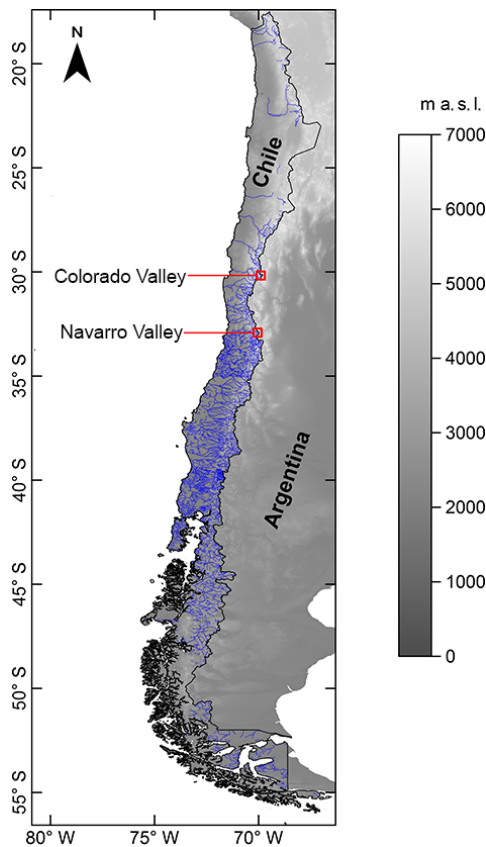 N
20° S
25° S
30° S
35° S
40° S
45° S
50° S
55° S
Chile
Colorado Valley
Navarro Valley
Argentina
80° W
75° W
70° W
m a. s. l.
7000
6000
5000
4000
3000
2000
1000
0